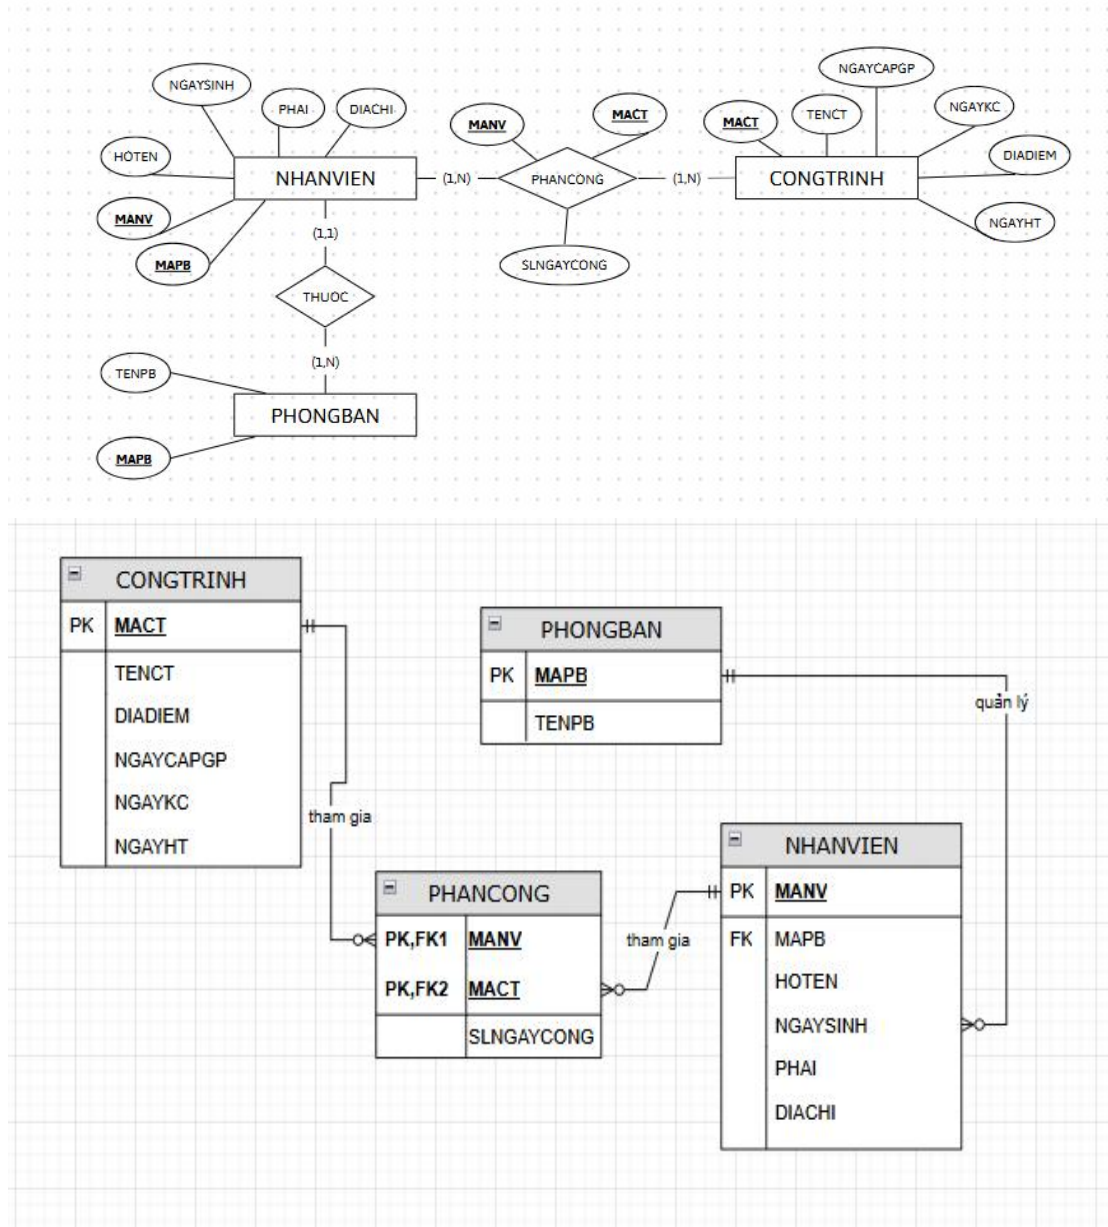 NGAYCAPGP
NGAYSINH
PHAI
DIACHI
MANV
MACT
MACT
TENCT
NGAYKC
HOTEN
DIADIEM
NHANVIEN
(1,N)
PHANCONG
(1,N)
CONGTRINH
MANV
NGAYHT
MAPB
(1,1)
SLNGAYCONG
THUOC
(1,N)
TENPB
PHONGBAN
MAPB
CONGTRINH
PK MACT
TENCT
DIADIEM
NGAYCAPGP
NGAYKC
NGAYHT
PHONGBAN
PK MAPB
TENPB
quản lý
tham gia
PHANCONG
PK,FK1 MANV
PK,FK2 MACT
SLNGAYCONG
tham gia
NHANVIEN
PK MANV
FK MAPB
HOTEN
NGAYSINH
PHAI
DIACHI